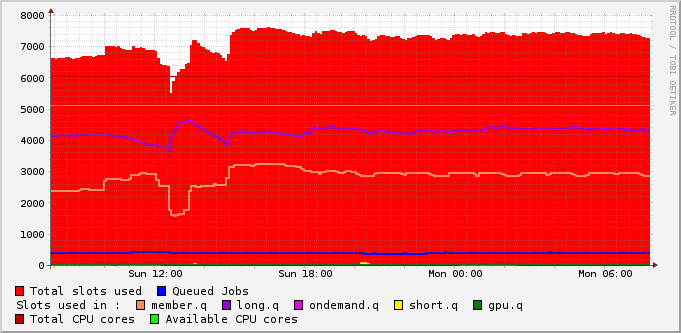 8000
7000
6000
5000
4000
3000
2000
1000
0
Sun 12:00 Sun 18:00 Mon 00:00 Mon 06:00
Total slots used Queued Jobs
Slots used in : member.q long.q ondemand.q short.q gpu.q
Total CPU cores Available CPU cores
RRDTOOL / TOBI OETIKER